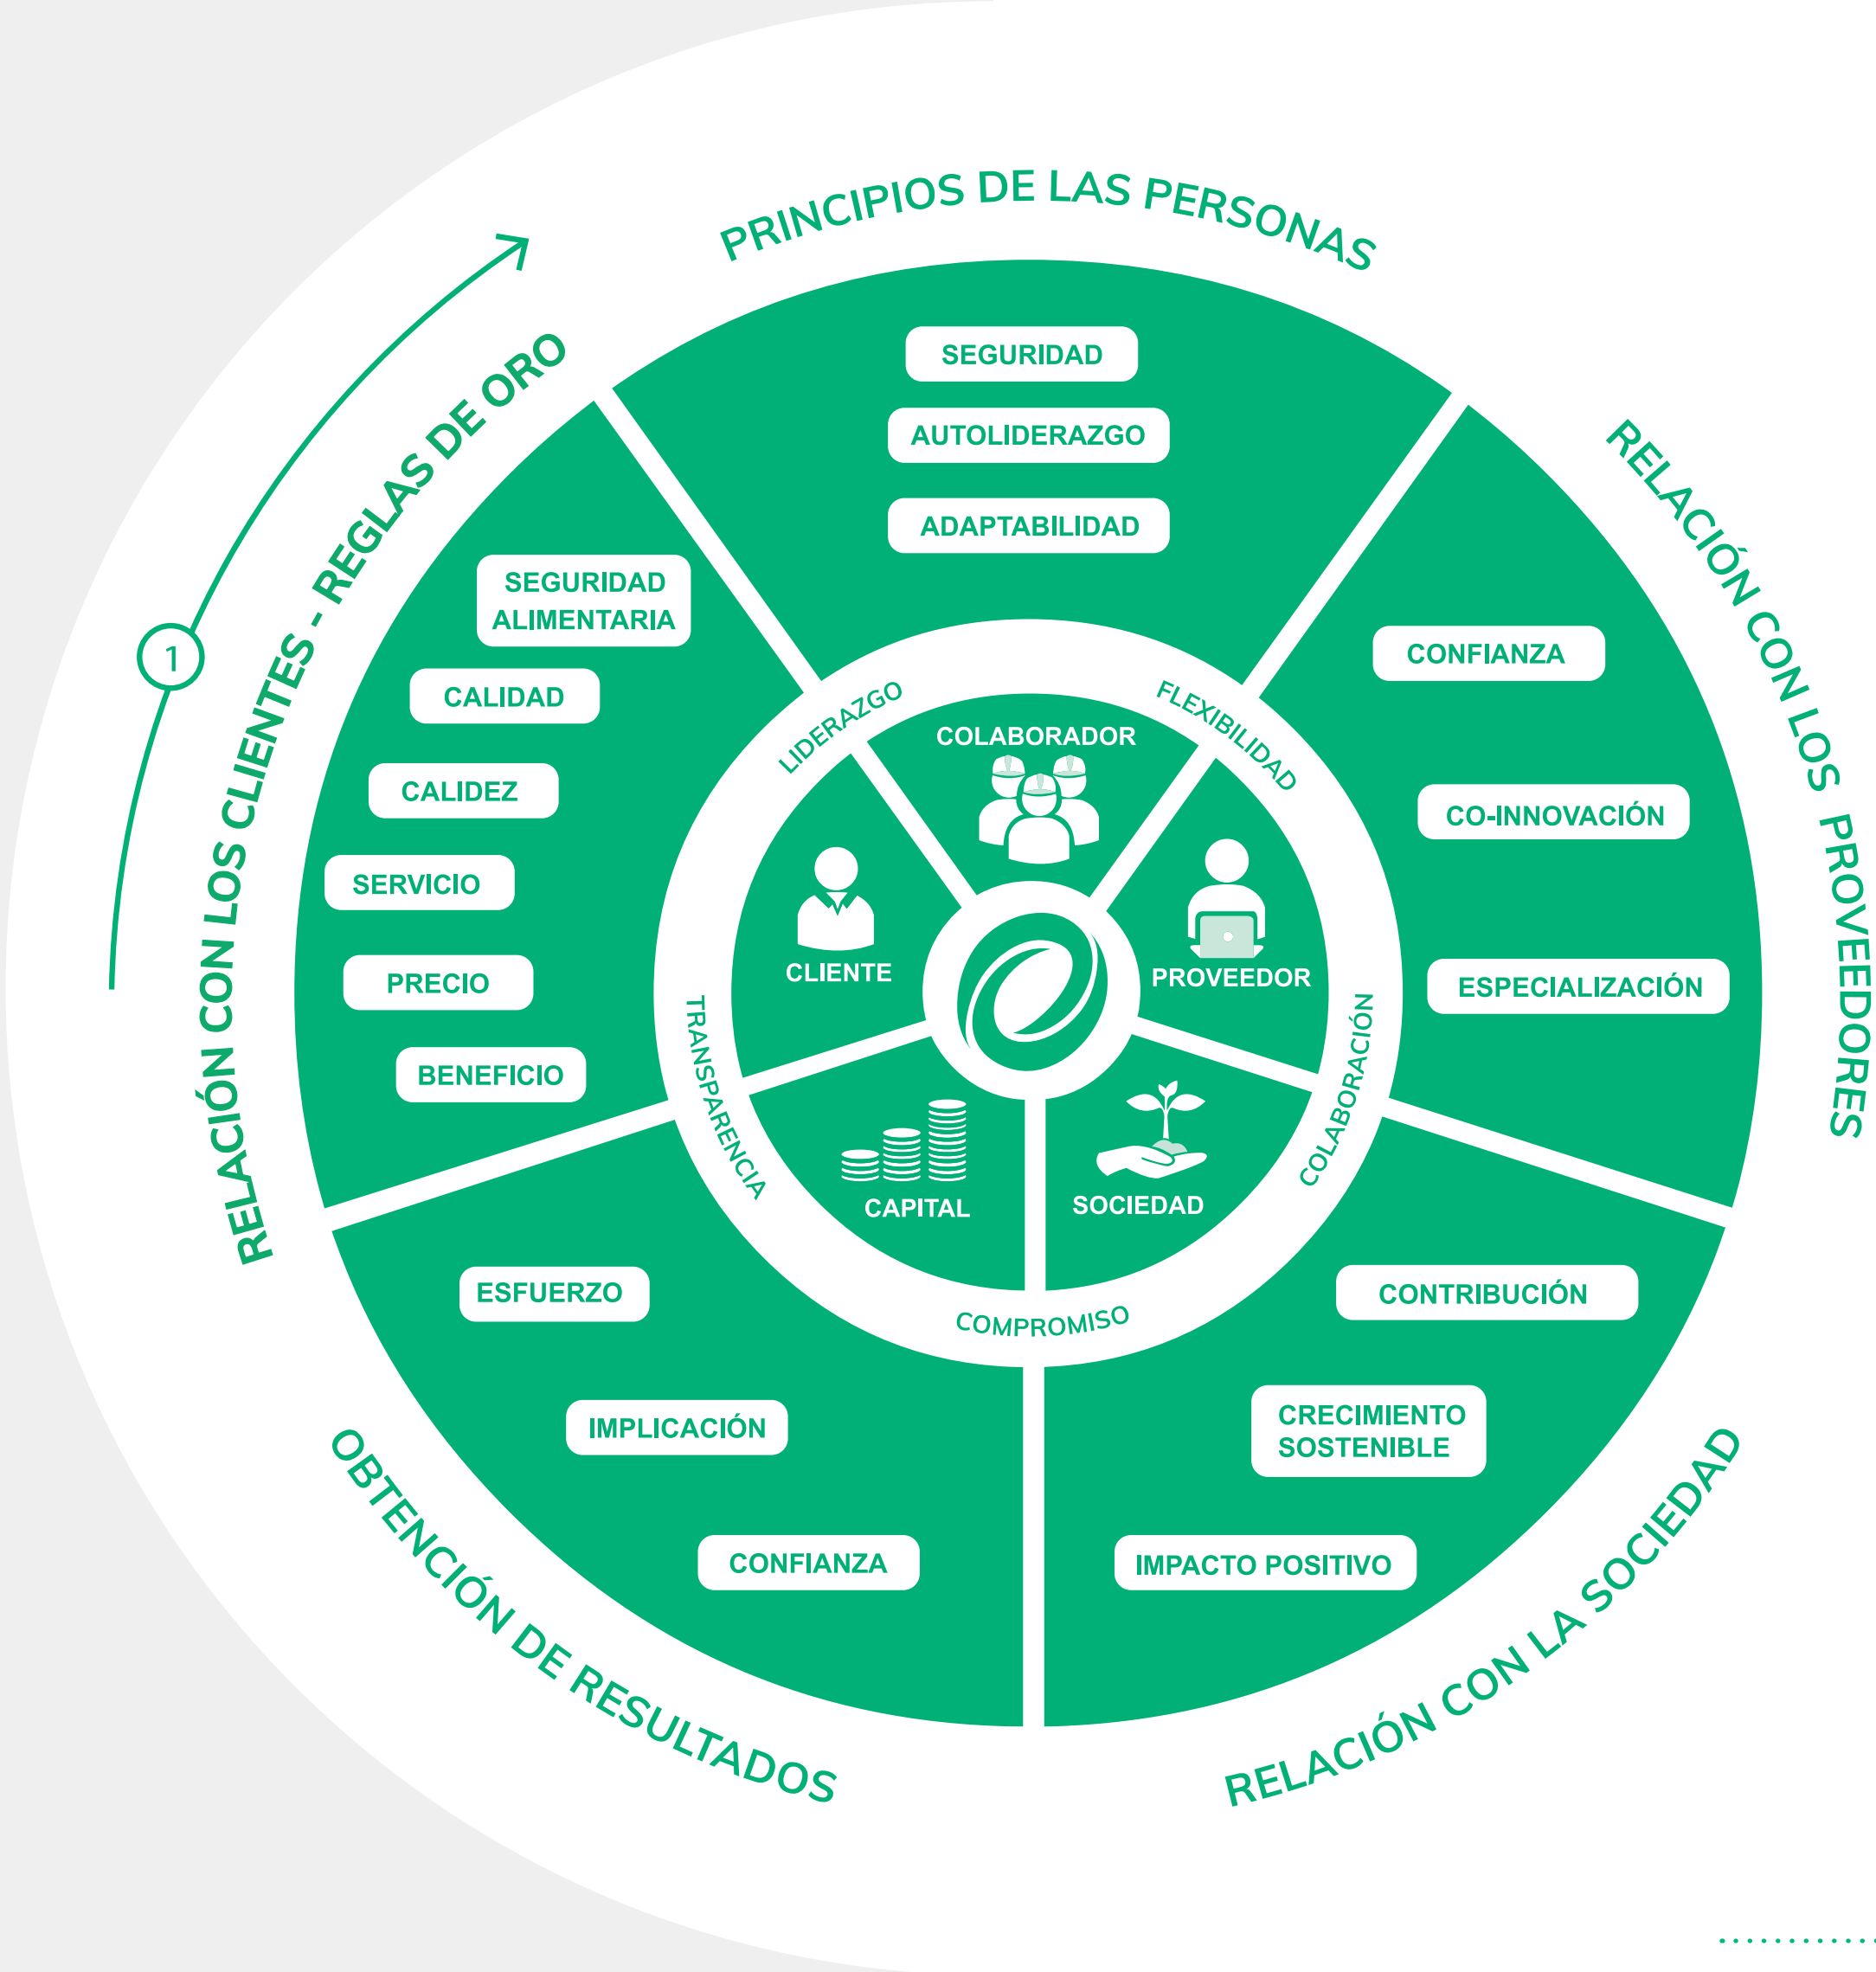 PRINCIPIOS DE LAS PERSONAS
SEGURIDAD
AUTOLIDERAZGO
ADAPTABILIDAD
RELACIÓN CON LOS PROVEEDORES
CONFIANZA
CO-INNOVACIÓN
ESPECIALIZACIÓN
RELACIÓN CON LA SOCIEDAD
CONTRIBUCIÓN
CRECIMIENTO
SOSTENIBLE
IMPACTO POSITIVO
OBTENCIÓN DE RESULTADOS
ESFUERZO
IMPLICACIÓN
CONFIANZA
1
RELACIÓN CON LOS CLIENTES - REGLAS DE ORO
SEGURIDAD
ALIMENTARIA
CALIDAD
CALIDEZ
SERVICIO
PRECIO
BENEFICIO
LIDERAZGO
FLEXIBILIDAD
COLABORACIÓN
COMPROMISO
TRANSPARENCIA
COLABORADOR
PROVEEDOR
SOCIEDAD
CAPITAL
CLIENTE